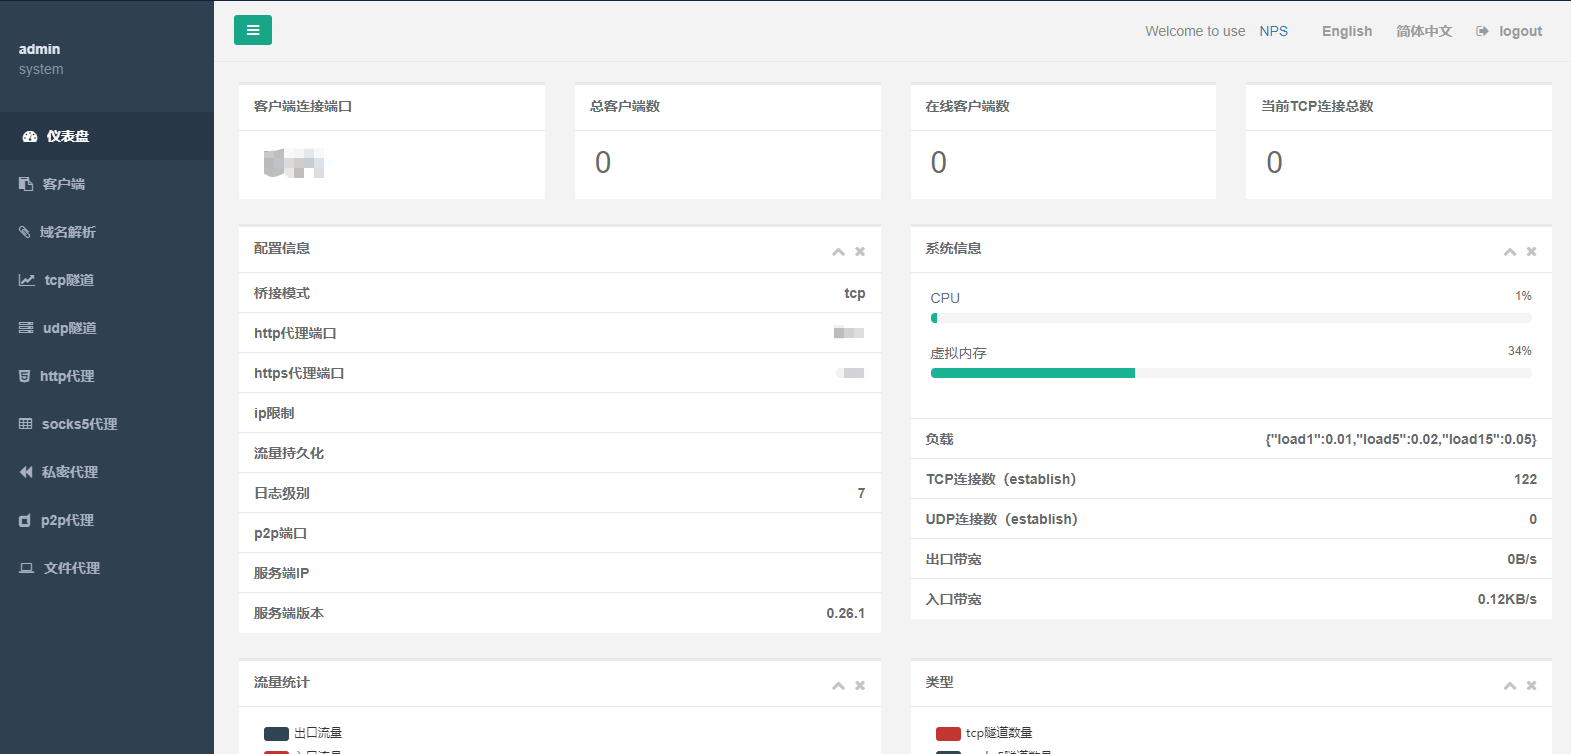 admin
system
仪表盘
客户端
域名解析
tcp隧道
udp隧道
http代理
socks5代理
私密代理
p2p代理
文件代理
Welcome to use NPS English 简体中文 logout
客户端连接端口
总客户端数
0
在线客户端数
0
当前TCP连接总数
0
配置信息
桥接模式 tcp
http代理端口
https代理端口
ip限制
流量持久化
日志级别 7
p2p端口
服务端IP
服务端版本 0.26.1
系统信息
CPU 1%
虚拟内存 34%
负载 {"load1":0.01,"load5":0.02,"load15":0.05}
TCP连接数（establish） 122
UDP连接数（establish） 0
出口带宽 0B/s
入口带宽 0.12KB/s
流量统计
出口流量
入口流量
类型
tcp隧道数量